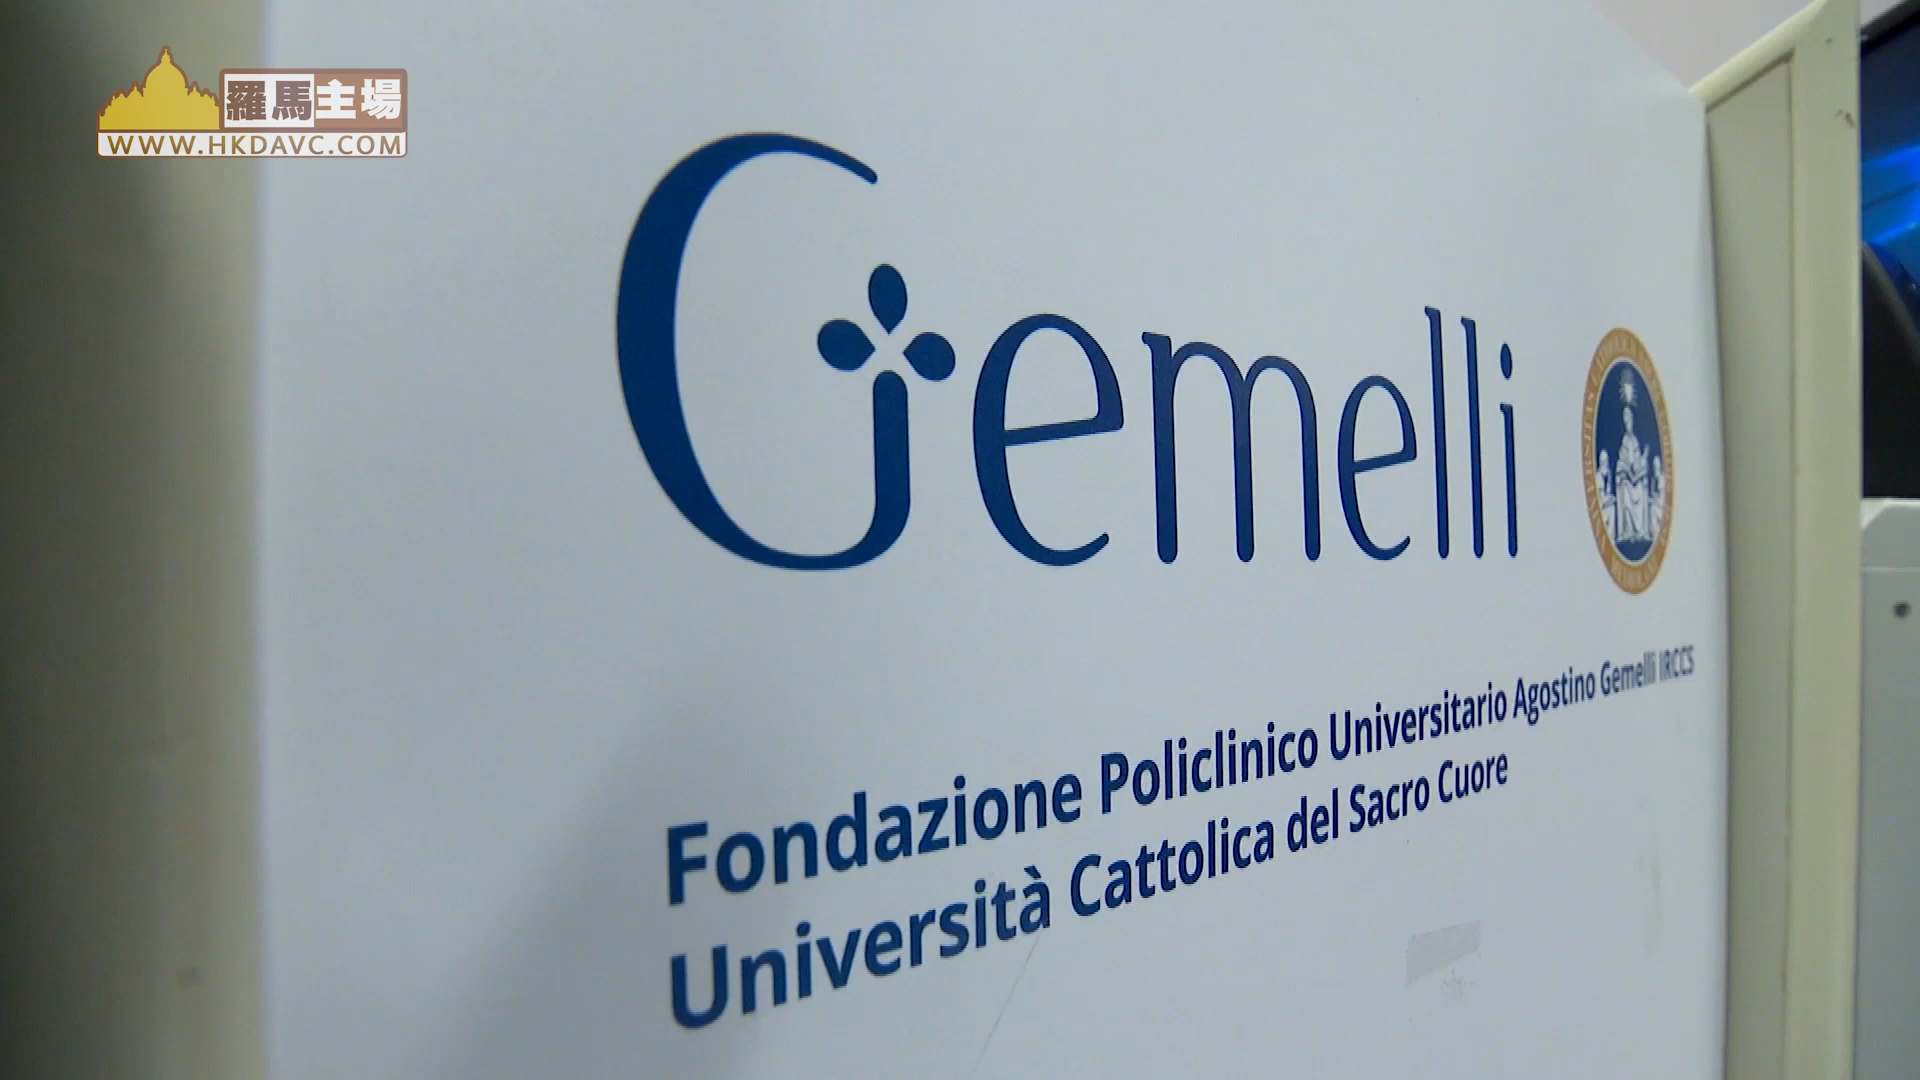 羅馬主場
WWW.HKDAVC.COM
Gemelli
Fondazione Policlinico Universitario Agostino Gemelli IRCCS
Università Cattolica del Sacro Cuore